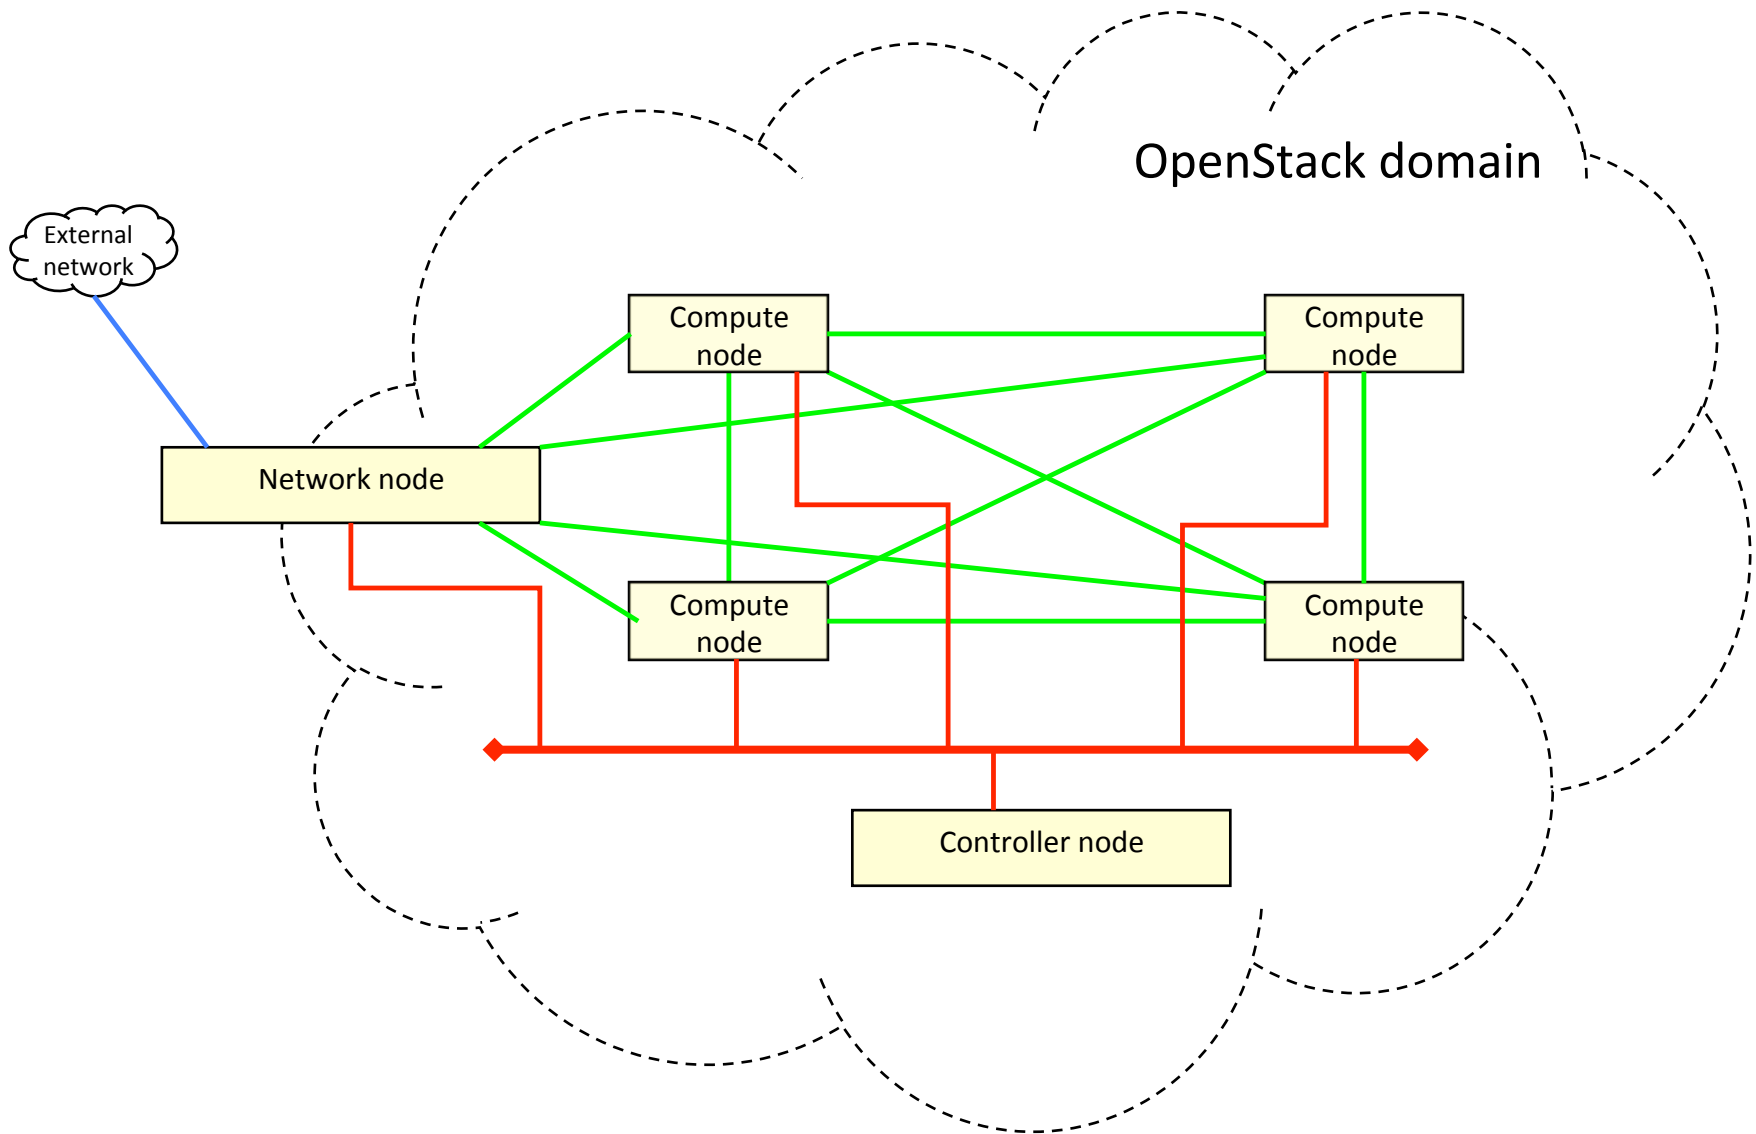 OpenStack domain
External
network
Compute
node
Compute
node
Network node
Compute
node
Compute
node
Controller node